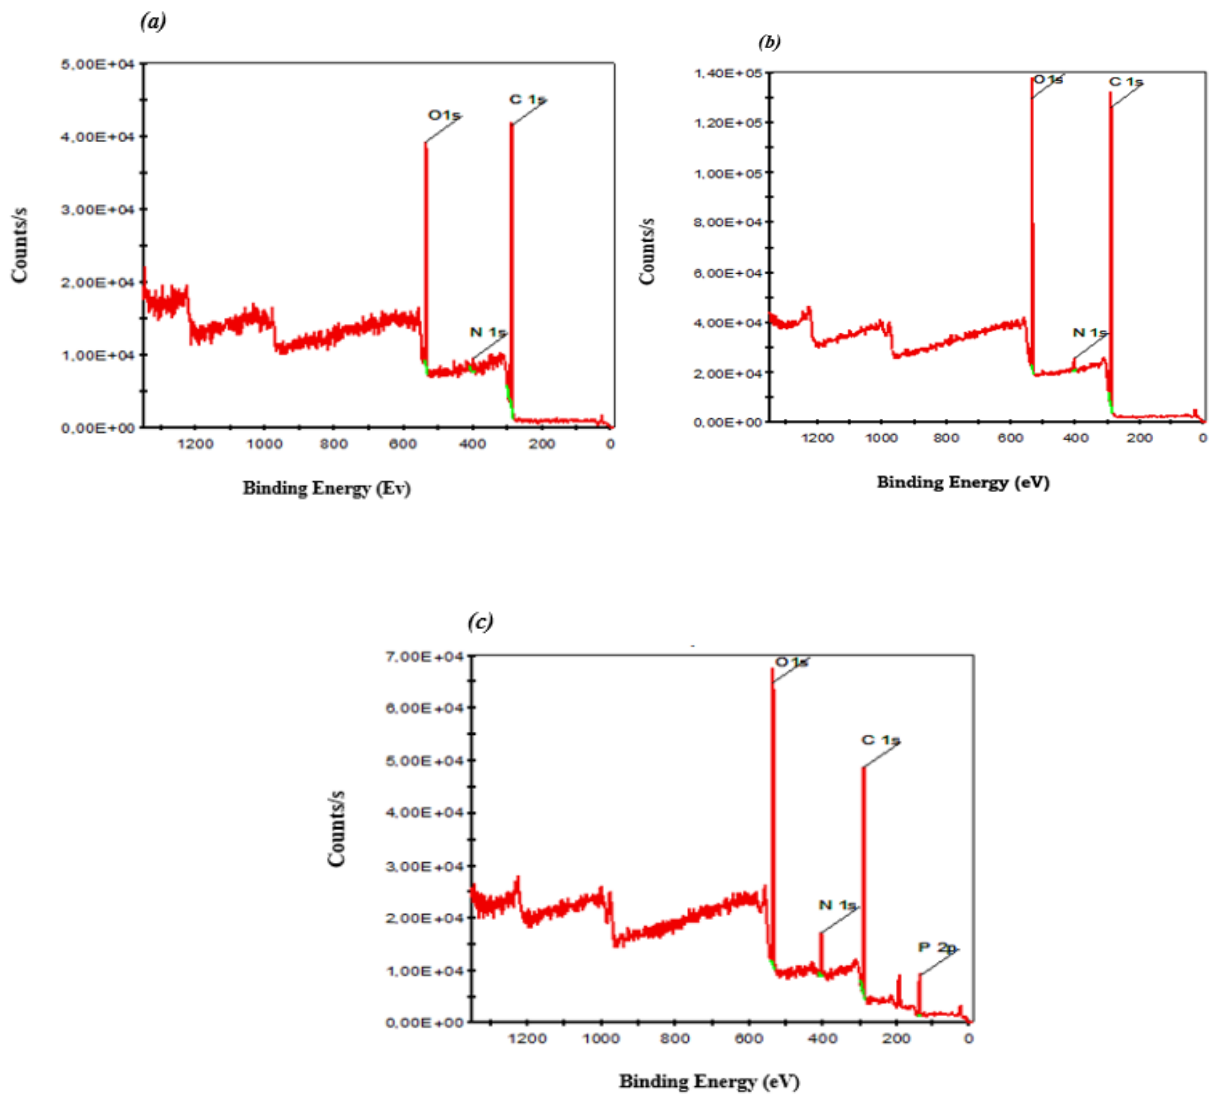 (a)
5,00E+04
4,00E+04
3,00E+04
2,00E+04
1,00E+04
0,00E+00
O1s
C 1s
N 1s
1200 1000 800 600 400 200 0
Counts/s
Binding Energy (Ev)
(b)
1,40E+05
1,20E+05
1,00E+05
8,00E+04
6,00E+04
4,00E+04
2,00E+04
0,00E+00
O1s
C 1s
N 1s
1200 1000 800 600 400 200 0
Counts/s
Binding Energy (eV)
(c)
7,00E+04
6,00E+04
5,00E+04
4,00E+04
3,00E+04
2,00E+04
1,00E+04
0,00E+00
O1s
C 1s
N 1s
P 2p
1200 1000 800 600 400 200 0
Counts/s
Binding Energy (eV)